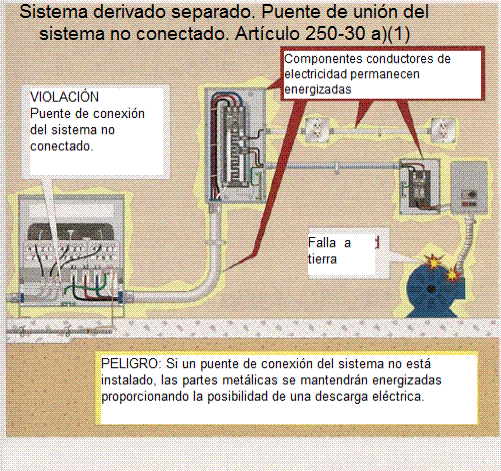 Sistema derivado separado. Puente de unión del
sistema no conectado. Artículo 250-30 a)(1)
Componentes conductores de
electricidad permanecen
energizadas
VIOLACIÓN
Puente de conexión
del sistema no
conectado.
Falla a
tierra
PELIGRO: Si un puente de conexión del sistema no está
instalado, las partes metálicas se mantendrán energizadas
proporcionando la posibilidad de una descarga eléctrica.